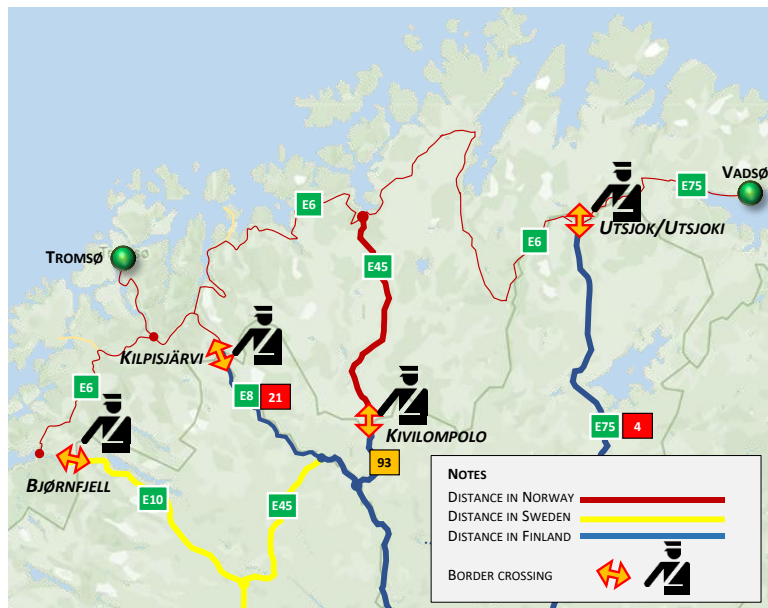 E6
E75
VADSØ
UTSJOK/UTSJOKI
E6
TROMSØ
E45
KILPISJÄRVI
E6
E8
21
KIVILOMPOLO
E75
4
BJØRNFJELL
93
E10
E45
NOTES
DISTANCE IN NORWAY
DISTANCE IN SWEDEN
DISTANCE IN FINLAND
BORDER CROSSING